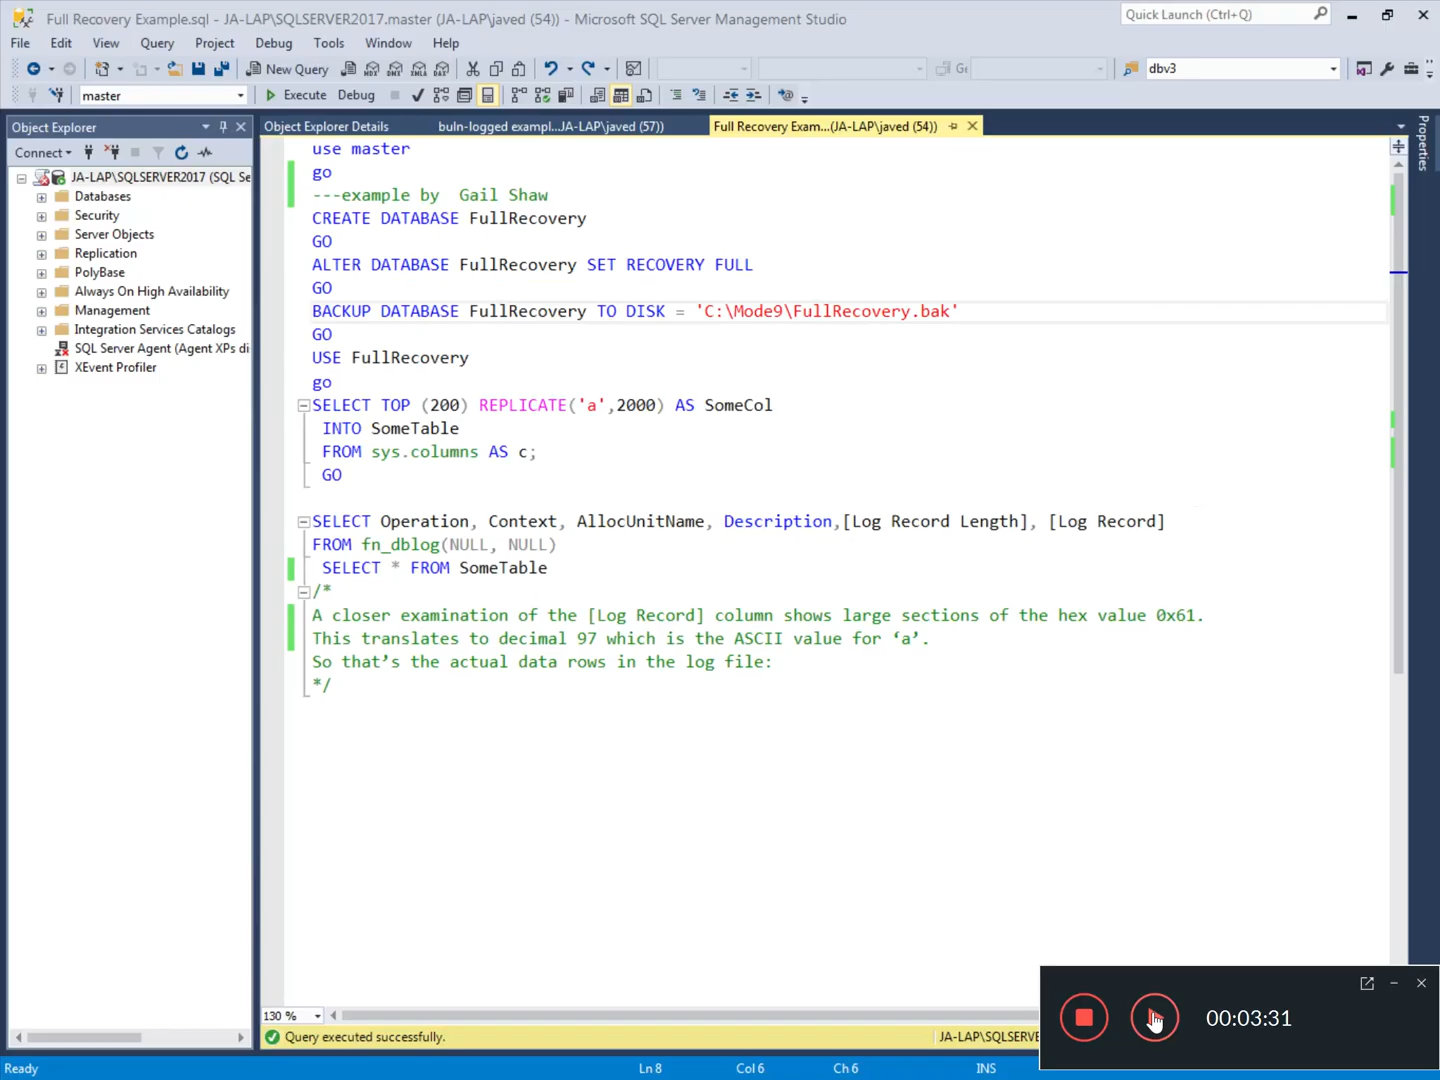 Full Recovery Example.sql - JA-LAP\SQLSERVER2017.master (JA-LAP\javed (54)) - Microsoft SQL Server Management Studio
Quick Launch (Ctrl+Q)
File Edit View Query Project Debug Tools Window Help
New Query
dbv3
master
Execute Debug
Object Explorer
Object Explorer Details
buln-logged exampl...JA-LAP\javed (57))
Full Recovery Exam...(JA-LAP\javed (54))
Properties
Connect
JA-LAP\SQLSERVER2017 (SQL Se
Databases
Security
Server Objects
Replication
PolyBase
Always On High Availability
Management
Integration Services Catalogs
SQL Server Agent (Agent XPs di
XEvent Profiler
use master
go
---example by  Gail Shaw
CREATE DATABASE FullRecovery
GO
ALTER DATABASE FullRecovery SET RECOVERY FULL
GO
BACKUP DATABASE FullRecovery TO DISK = 'C:\Mode9\FullRecovery.bak'
GO
USE FullRecovery
go
SELECT TOP (200) REPLICATE('a',2000) AS SomeCol
INTO SomeTable
FROM sys.columns AS c;
GO
SELECT Operation, Context, AllocUnitName, Description,[Log Record Length], [Log Record]
FROM fn_dblog(NULL, NULL)
SELECT * FROM SomeTable
/*
A closer examination of the [Log Record] column shows large sections of the hex value 0x61.
This translates to decimal 97 which is the ASCII value for ‘a’.
So that’s the actual data rows in the log file:
*/
130 %
Query executed successfully.
JA-LAP\SQLSERVE
00:03:31
Ready
Ln 8
Col 6
Ch 6
INS